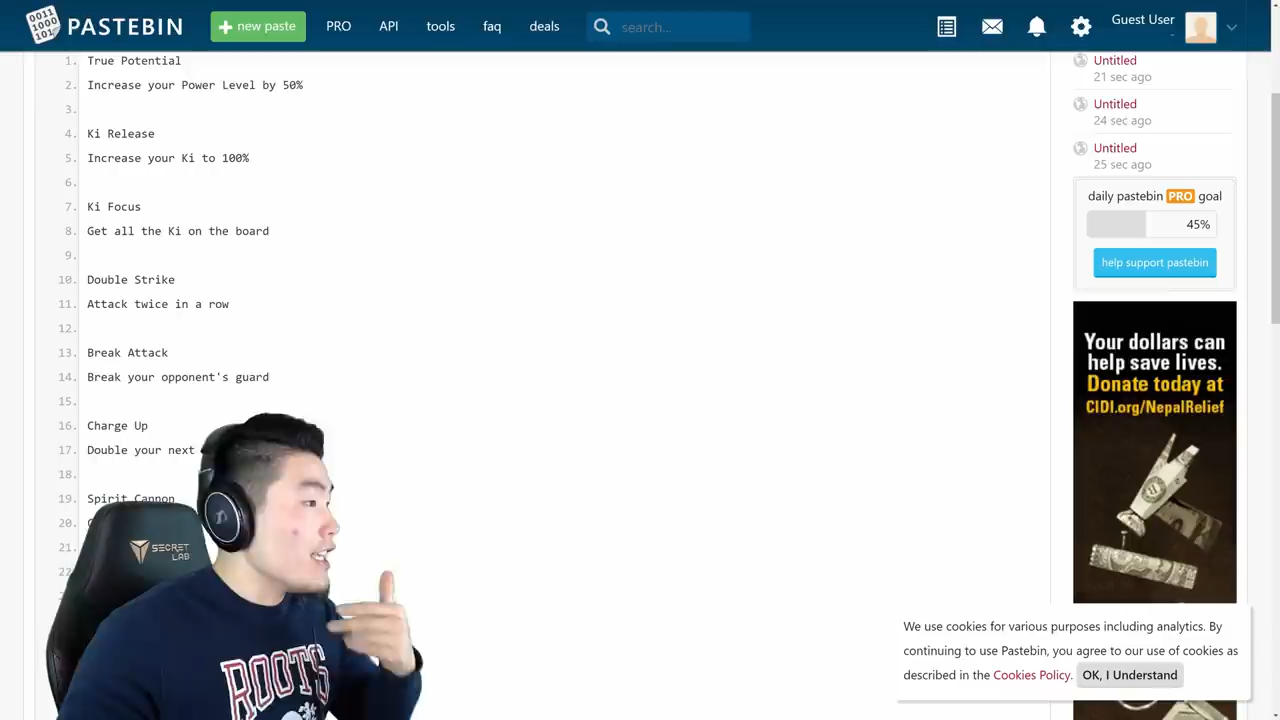 0011
1000
101
PASTEBIN
new paste
PRO
API
tools
faq
deals
search...
Guest User
1. True Potential
2. Increase your Power Level by 50%
3.
4. Ki Release
5. Increase your Ki to 100%
6.
7. Ki Focus
8. Get all the Ki on the board
9.
10. Double Strike
11. Attack twice in a row
12.
13. Break Attack
14. Break your opponent's guard
15.
16. Charge Up
17. Double your next
18.
19. Spirit Cannon
20.
21.
Untitled
21 sec ago
Untitled
24 sec ago
Untitled
25 sec ago
daily pastebin PRO goal
45%
help support pastebin
Your dollars can
help save lives.
Donate today at
CIDI.org/NepalRelief
We use cookies for various purposes including analytics. By
continuing to use Pastebin, you agree to our use of cookies as
described in the Cookies Policy. OK, I Understand
SECRET
LAB
ROOTS